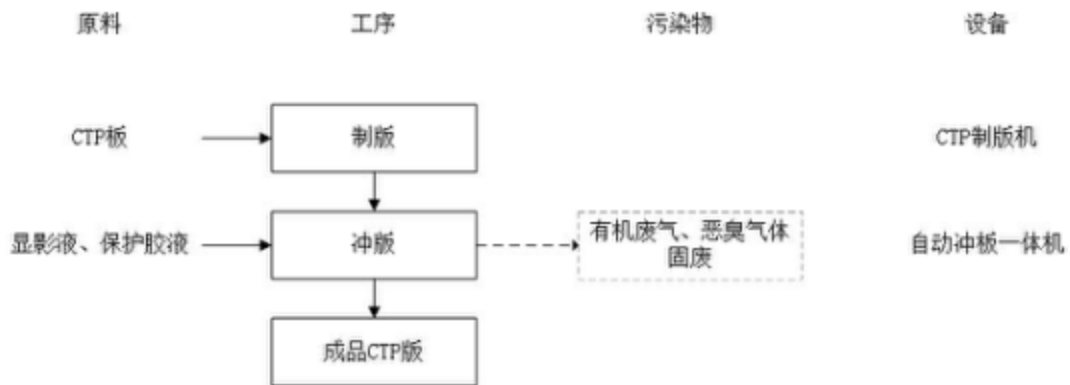 原料 工序 污染物 设备
CTP板 制版 CTP制版机
显影液、保护胶液 冲版 有机废气、恶臭气体 自动冲板一体机
固废
成品CTP版